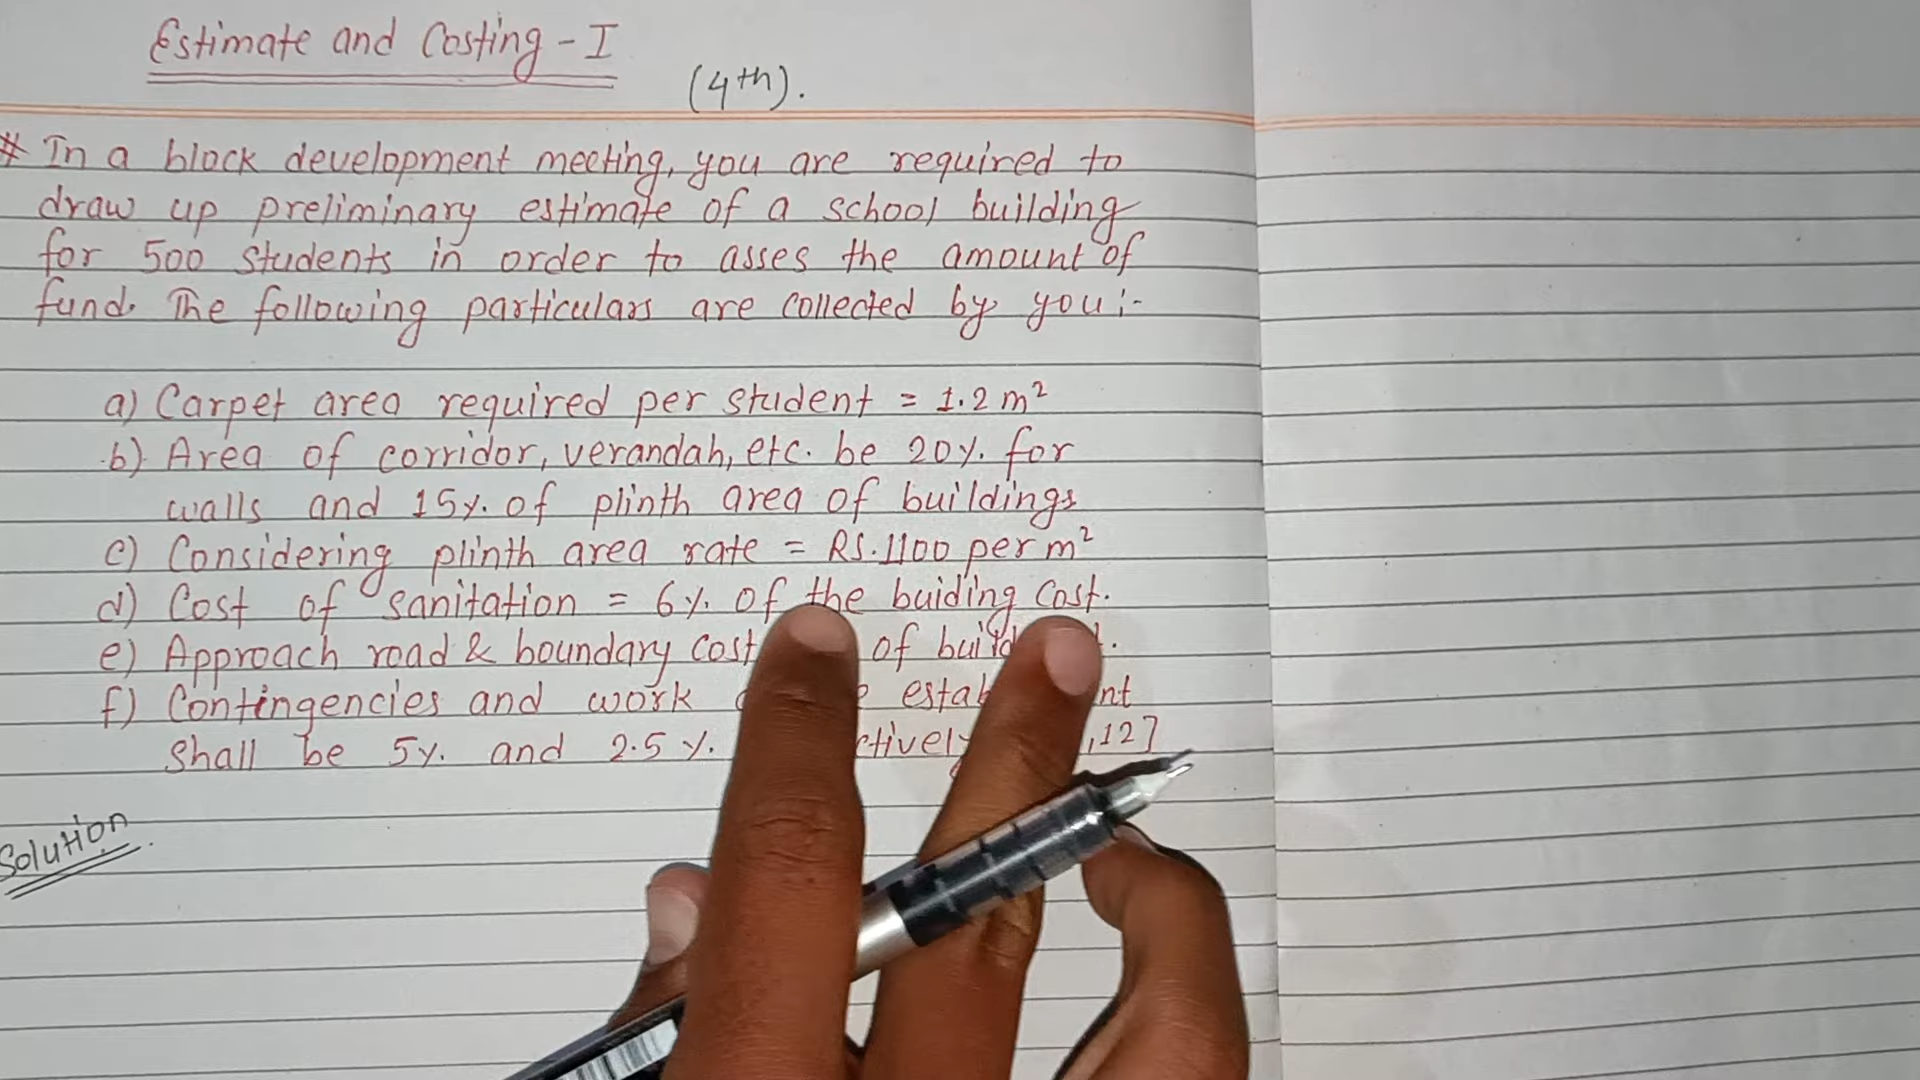 Estimate and Costing - I
(4th).
# In a block development meeting, you are required to
draw up preliminary estimate of a school building
for 500 students in order to asses the amount of
fund. The following particulars are collected by you :-
a) Carpet area required per student = 1.2 m²
b) Area of corridor, verandah, etc. be 20%. for
walls and 15%. of plinth area of buildings
c) Considering plinth area rate = RS. 1100 per m²
d) Cost of sanitation = 6%. of the buiding cost.
e) Approach road & boundary cost of
f) Contingencies and work
shall be 5%. and 2.5%. ,12]
Solution